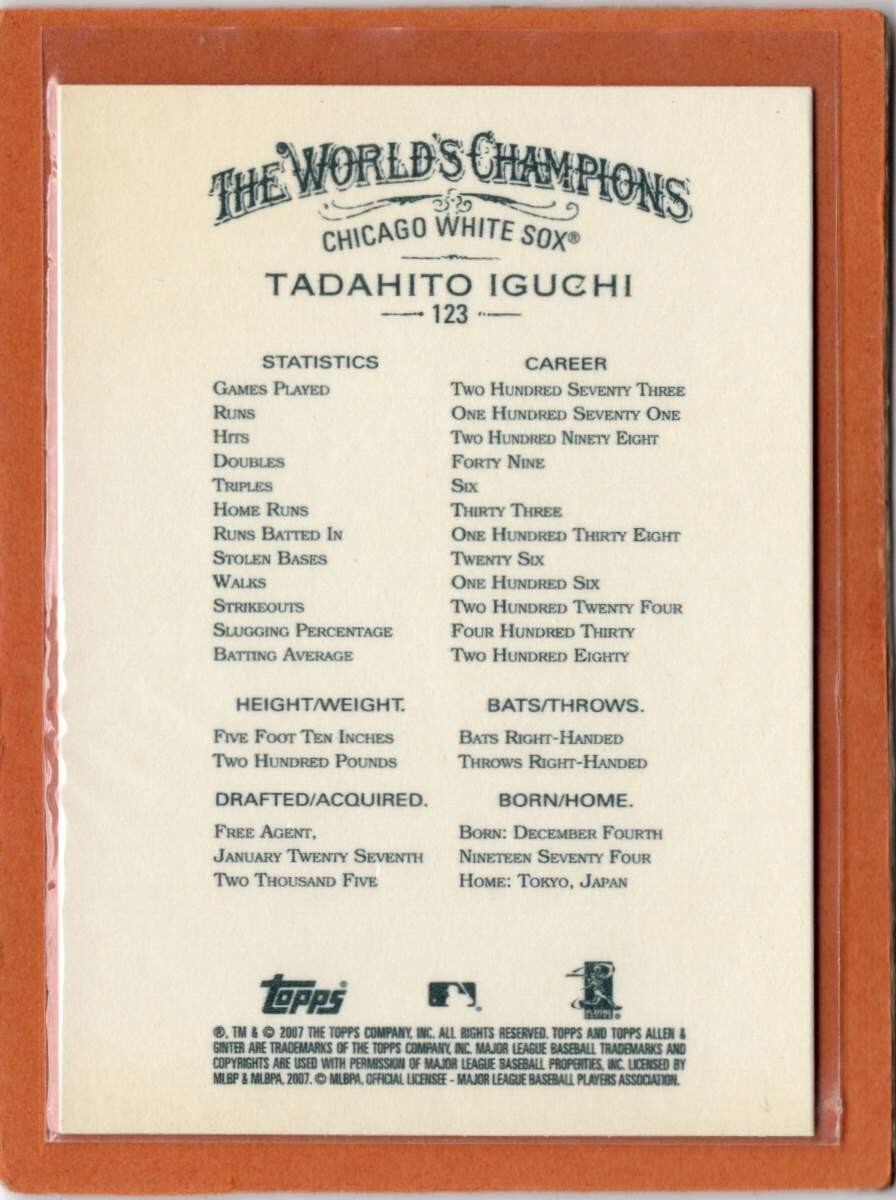 The World's Champions
CHICAGO WHITE SOX®
TADAHITO IGUCHI
123
STATISTICS CAREER
Games Played Two Hundred Seventy Three
Runs One Hundred Seventy One
Hits Two Hundred Ninety Eight
Doubles Forty Nine
Triples Six
Home Runs Thirty Three
Runs Batted In One Hundred Thirty Eight
Stolen Bases Twenty Six
Walks One Hundred Six
Strikeouts Two Hundred Twenty Four
Slugging Percentage Four Hundred Thirty
Batting Average Two Hundred Eighty
HEIGHT/WEIGHT. BATS/THROWS.
Five Foot Ten Inches Bats Right-Handed
Two Hundred Pounds Throws Right-Handed
DRAFTED/ACQUIRED. BORN/HOME.
Free Agent, Born: December Fourth
January Twenty Seventh Nineteen Seventy Four
Two Thousand Five Home: Tokyo, Japan
Topps®
®, TM & © 2007 THE TOPPS COMPANY, INC. ALL RIGHTS RESERVED. TOPPS AND TOPPS ALLEN &
GINTER ARE TRADEMARKS OF THE TOPPS COMPANY, INC. MAJOR LEAGUE BASEBALL TRADEMARKS AND
COPYRIGHTS ARE USED WITH PERMISSION OF MAJOR LEAGUE BASEBALL PROPERTIES, INC. LICENSED BY
MLBP & MLBPA, 2007. © MLBPA, OFFICIAL LICENSEE - MAJOR LEAGUE BASEBALL PLAYERS ASSOCIATION.